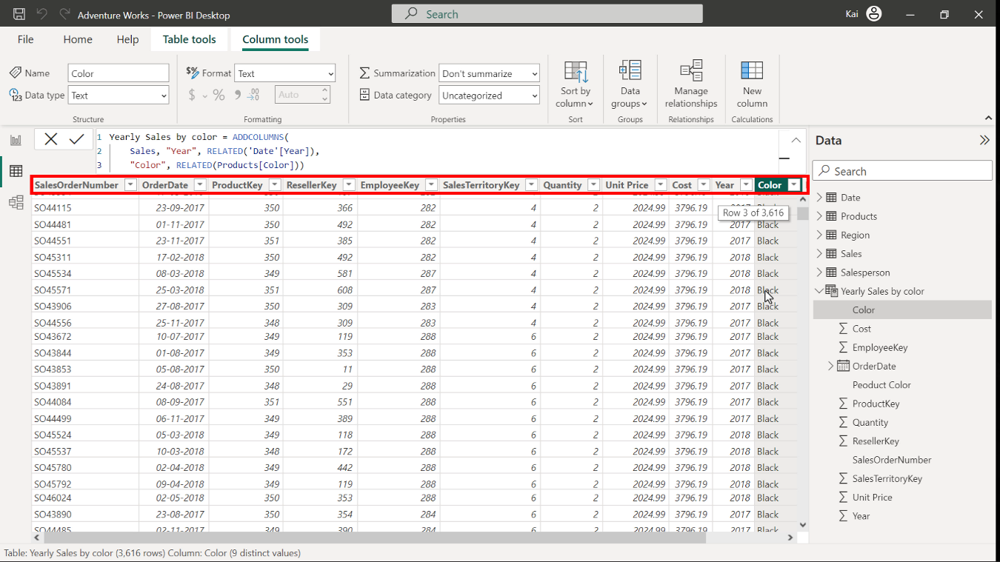 Adventure Works - Power BI Desktop
Search
Kai
File Home Help Table tools Column tools
Name Color
Data type Text
Structure
Format Text
$ % 9 .00 →0 Auto
Formatting
Summarization Don't summarize
Data category Uncategorized
Properties
Sort by column
Sort
Data groups
Groups
Manage relationships
Relationships
New column
Calculations
1 Yearly Sales by color = ADDCOLUMNS(
2 Sales, "Year", RELATED('Date'[Year]),
3 "Color", RELATED(Products[Color]))
SalesOrderNumber OrderDate ProductKey ResellerKey EmployeeKey SalesTerritoryKey Quantity Unit Price Cost Year Color
SO44115 23-09-2017 350 366 282 4 2 2024.99 3796.19
Row 3 of 3,616
SO44481 01-11-2017 350 492 282 4 2 2024.99 3796.19 2017 Black
SO44551 23-11-2017 351 385 282 4 2 2024.99 3796.19 2017 Black
SO45311 17-02-2018 350 492 282 4 2 2024.99 3796.19 2018 Black
SO45534 08-03-2018 349 581 287 4 2 2024.99 3796.19 2018 Black
SO45571 25-03-2018 351 608 287 4 2 2024.99 3796.19 2018 Black
SO43906 27-08-2017 350 309 283 4 2 2024.99 3796.19 2017 Black
SO44556 25-11-2017 348 309 283 4 2 2024.99 3796.19 2017 Black
SO43672 10-07-2017 349 119 288 6 2 2024.99 3796.19 2017 Black
SO43844 01-08-2017 349 353 288 6 2 2024.99 3796.19 2017 Black
SO43853 05-08-2017 350 11 288 6 2 2024.99 3796.19 2017 Black
SO43891 24-08-2017 348 29 288 6 2 2024.99 3796.19 2017 Black
SO44084 08-09-2017 351 551 288 6 2 2024.99 3796.19 2017 Black
SO44499 06-11-2017 349 389 288 6 2 2024.99 3796.19 2017 Black
SO45524 05-03-2018 349 118 288 6 2 2024.99 3796.19 2018 Black
SO45537 10-03-2018 348 172 288 6 2 2024.99 3796.19 2018 Black
SO45780 02-04-2018 349 442 288 6 2 2024.99 3796.19 2018 Black
SO45792 09-04-2018 349 119 288 6 2 2024.99 3796.19 2018 Black
SO46024 02-05-2018 350 353 288 6 2 2024.99 3796.19 2018 Black
SO43890 23-08-2017 350 354 284 6 2 2024.99 3796.19 2017 Black
SO44485 02-11-2017 349 390 284 6 2 2024.99 3796.19 2017 Black
Data
Search
Date
Products
Region
Sales
Salesperson
Yearly Sales by color
Color
Cost
EmployeeKey
OrderDate
Peoduct Color
ProductKey
Quantity
ResellerKey
SalesOrderNumber
SalesTerritoryKey
Unit Price
Year
Table: Yearly Sales by color (3,616 rows) Column: Color (9 distinct values)